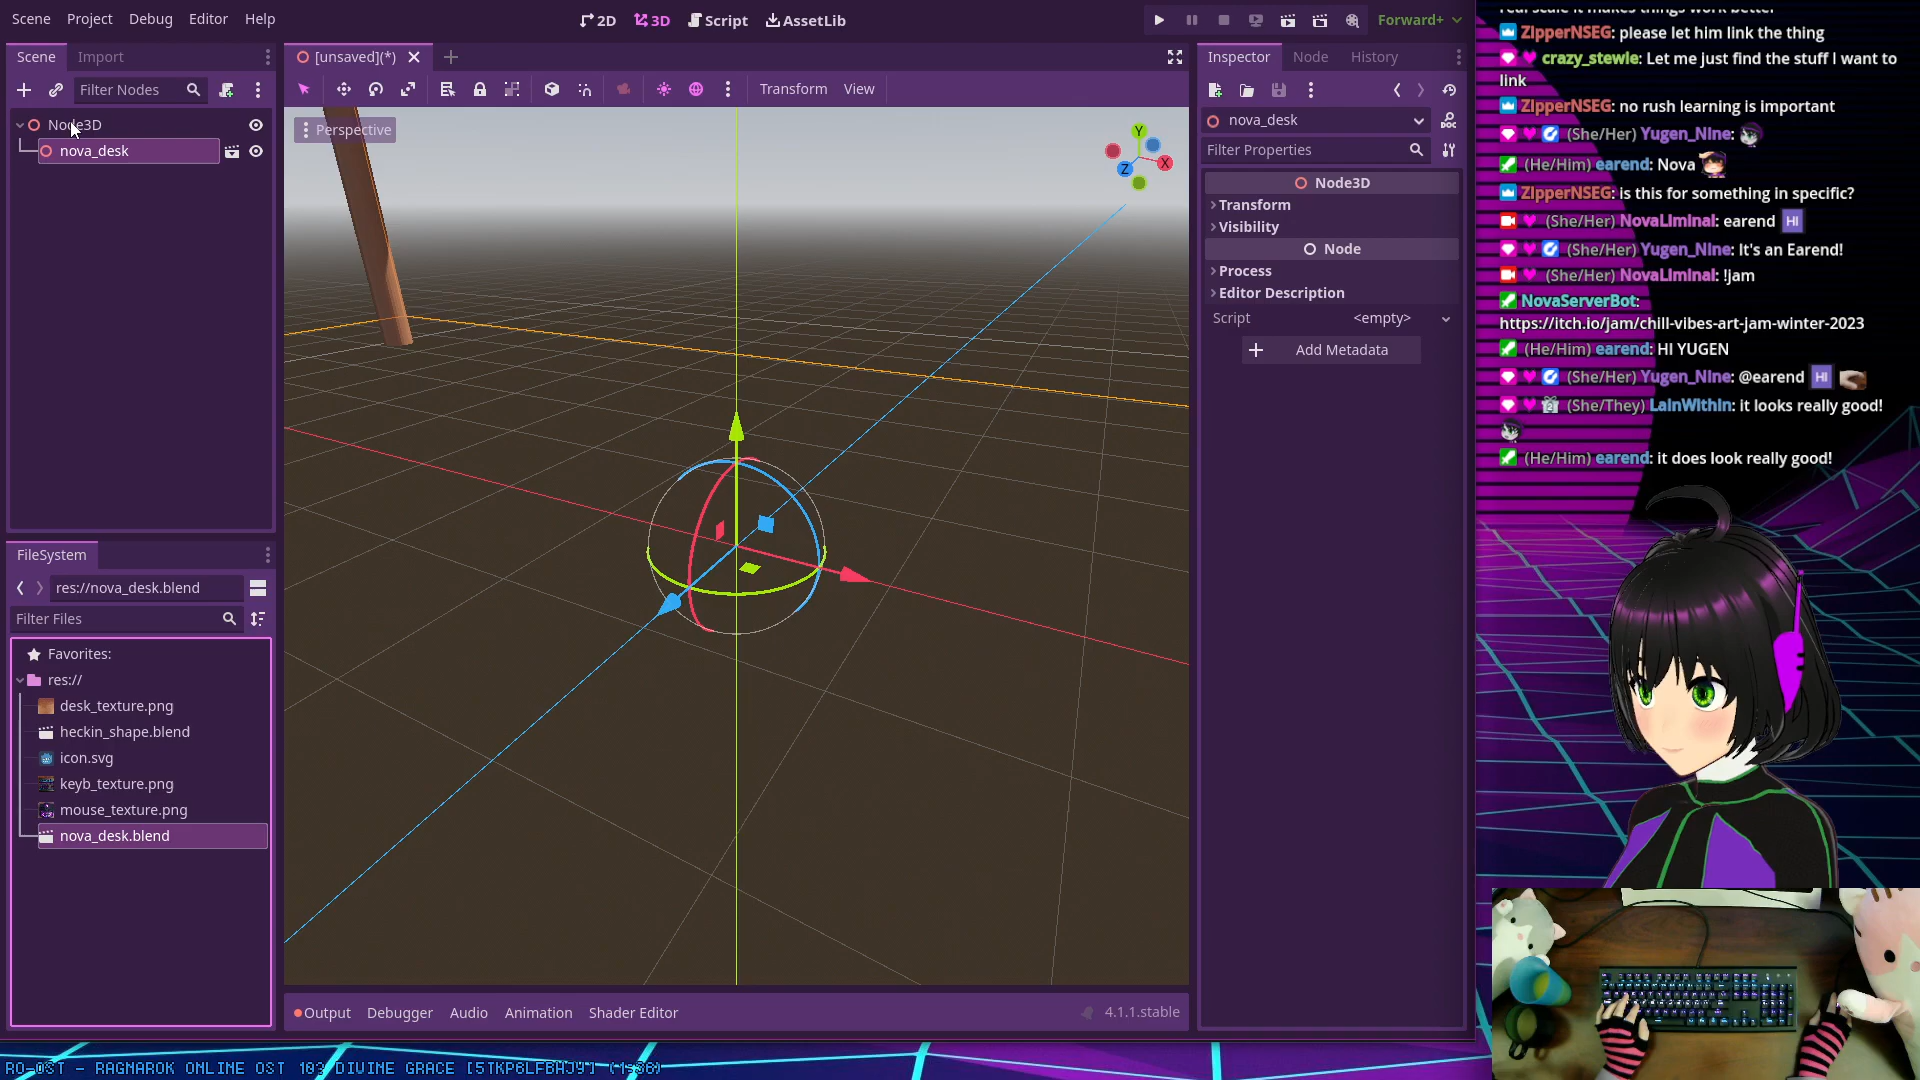 Scene Project Debug Editor Help
2D 3D Script AssetLib
Forward+
Scene Import
Filter Nodes
Node3D
nova_desk
[unsaved](*)
Transform View
Perspective
Y
X
Z
Inspector Node History
nova_desk
Filter Properties
Node3D
Transform
Visibility
Node
Process
Editor Description
Script <empty>
Add Metadata
FileSystem
res://nova_desk.blend
Filter Files
Favorites:
res://
desk_texture.png
heckin_shape.blend
icon.svg
keyb_texture.png
mouse_texture.png
nova_desk.blend
Output Debugger Audio Animation Shader Editor
4.1.1.stable
ZipperNSEG: please let him link the thing
crazy_stewie: Let me just find the stuff I want to
link
ZipperNSEG: no rush learning is important
(She/Her) Yugen_Nine:
(He/Him) earend: Nova
ZipperNSEG: is this for something in specific?
(She/Her) NovaLiminal: earend HI
(She/Her) Yugen_Nine: It's an Earend!
(She/Her) NovaLiminal: !jam
NovaServerBot:
https://itch.io/jam/chill-vibes-art-jam-winter-2023
(He/Him) earend: HI YUGEN
(She/Her) Yugen_Nine: @earend HI
(She/They) LainWithin: it looks really good!
(He/Him) earend: it does look really good!
RO-OST - RAGNAROK ONLINE OST 103 DIVINE GRACE